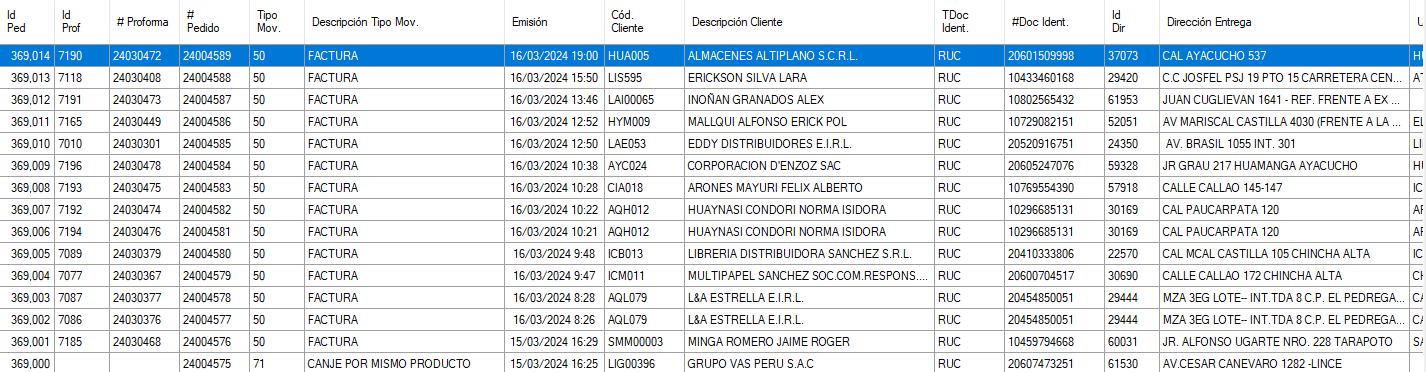 Id Ped | Id Prof | # Proforma | # Pedido | Tipo Mov. | Descripción Tipo Mov. | Emisión | Cód. Cliente | Descripción Cliente | TDoc Ident. | #Doc Ident. | Id Dir | Dirección Entrega
369,014 7190 24030472 24004589 50 FACTURA 16/03/2024 19:00 HUA005 ALMACENES ALTIPLANO S.C.R.L. RUC 20601509998 37073 CAL AYACUCHO 537
369,013 7118 24030408 24004588 50 FACTURA 16/03/2024 15:50 LIS595 ERICKSON SILVA LARA RUC 10433460168 29420 C.C JOSFEL PSJ 19 PTO 15 CARRETERA CEN...
369,012 7191 24030473 24004587 50 FACTURA 16/03/2024 13:46 LAI00065 INOÑAN GRANADOS ALEX RUC 10802565432 61953 JUAN CUGLIEVAN 1641 - REF. FRENTE A EX ...
369,011 7165 24030449 24004586 50 FACTURA 16/03/2024 12:52 HYM009 MALLQUI ALFONSO ERICK POL RUC 10729082151 52051 AV MARISCAL CASTILLA 4030 (FRENTE A LA ...
369,010 7010 24030301 24004585 50 FACTURA 16/03/2024 12:50 LAE053 EDDY DISTRIBUIDORES E.I.R.L. RUC 20520916751 24350 AV. BRASIL 1055 INT. 301
369,009 7196 24030478 24004584 50 FACTURA 16/03/2024 10:38 AYC024 CORPORACION D'ENZOZ SAC RUC 20605247076 59328 JR GRAU 217 HUAMANGA AYACUCHO
369,008 7193 24030475 24004583 50 FACTURA 16/03/2024 10:28 CIA018 ARONES MAYURI FELIX ALBERTO RUC 10769554390 57918 CALLE CALLAO 145-147
369,007 7192 24030474 24004582 50 FACTURA 16/03/2024 10:22 AQH012 HUAYNASI CONDORI NORMA ISIDORA RUC 10296685131 30169 CAL PAUCARPATA 120
369,006 7194 24030476 24004581 50 FACTURA 16/03/2024 10:21 AQH012 HUAYNASI CONDORI NORMA ISIDORA RUC 10296685131 30169 CAL PAUCARPATA 120
369,005 7089 24030379 24004580 50 FACTURA 16/03/2024 9:48 ICB013 LIBRERIA DISTRIBUIDORA SANCHEZ S.R.L. RUC 20410333806 22570 CAL MCAL CASTILLA 105 CHINCHA ALTA
369,004 7077 24030367 24004579 50 FACTURA 16/03/2024 9:47 ICM011 MULTIPAPEL SANCHEZ SOC.COM.RESPONS.... RUC 20600704517 30690 CALLE CALLAO 172 CHINCHA ALTA
369,003 7087 24030377 24004578 50 FACTURA 16/03/2024 8:28 AQL079 L&A ESTRELLA E.I.R.L. RUC 20454850051 29444 MZA 3EG LOTE-- INT.TDA 8 C.P. EL PEDREGA...
369,002 7086 24030376 24004577 50 FACTURA 16/03/2024 8:26 AQL079 L&A ESTRELLA E.I.R.L. RUC 20454850051 29444 MZA 3EG LOTE-- INT.TDA 8 C.P. EL PEDREGA...
369,001 7185 24030468 24004576 50 FACTURA 15/03/2024 16:29 SMM00003 MINGA ROMERO JAIME ROGER RUC 10459794668 60031 JR. ALFONSO UGARTE NRO. 228 TARAPOTO
369,000 24004575 71 CANJE POR MISMO PRODUCTO 15/03/2024 16:25 LIG00396 GRUPO VAS PERU S.A.C RUC 20607473251 61530 AV.CESAR CANEVARO 1282 -LINCE